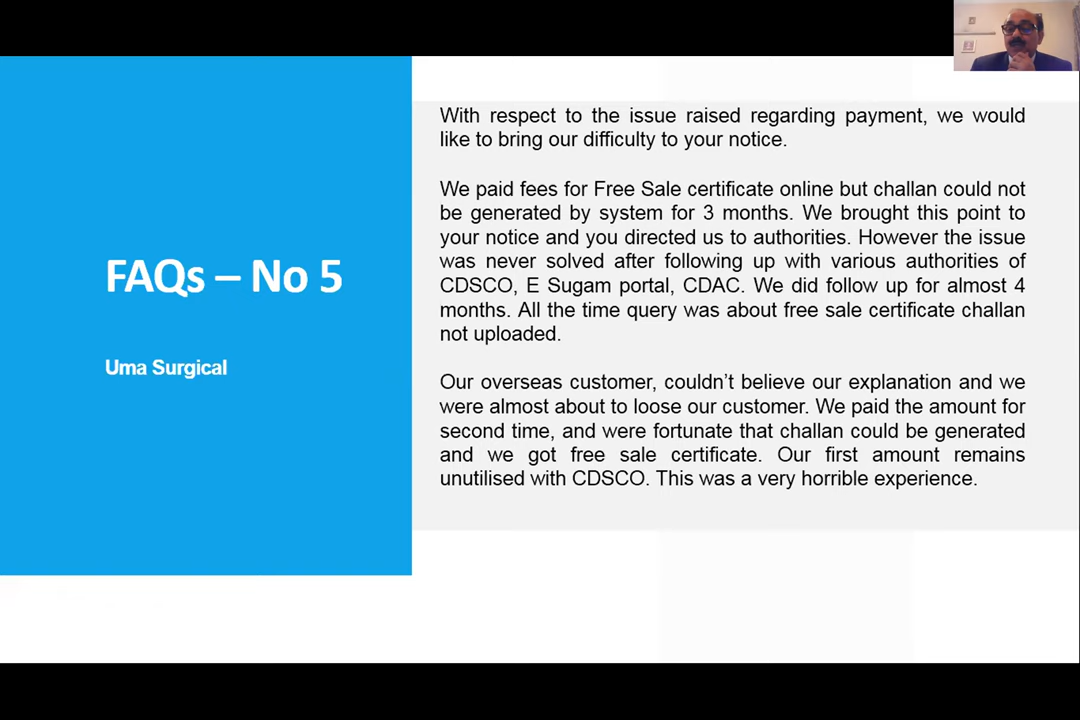 FAQs – No 5
Uma Surgical
With respect to the issue raised regarding payment, we would
like to bring our difficulty to your notice.
We paid fees for Free Sale certificate online but challan could not
be generated by system for 3 months. We brought this point to
your notice and you directed us to authorities. However the issue
was never solved after following up with various authorities of
CDSCO, E Sugam portal, CDAC. We did follow up for almost 4
months. All the time query was about free sale certificate challan
not uploaded.
Our overseas customer, couldn’t believe our explanation and we
were almost about to loose our customer. We paid the amount for
second time, and were fortunate that challan could be generated
and we got free sale certificate. Our first amount remains
unutilised with CDSCO. This was a very horrible experience.